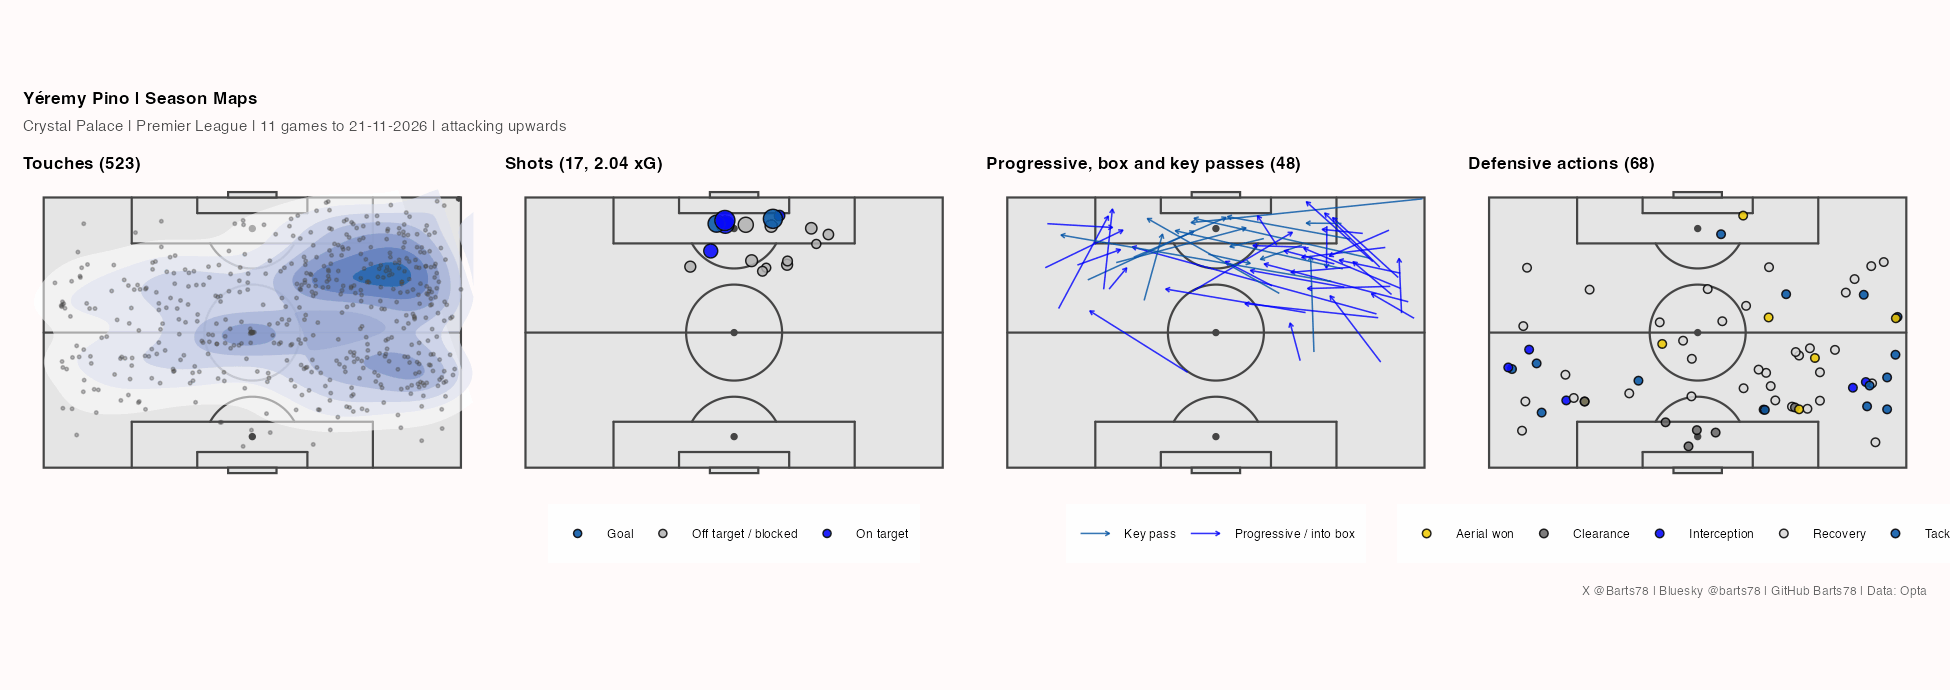 Yéremy Pino | Season Maps
Crystal Palace | Premier League | 11 games to 21-11-2026 | attacking upwards
Touches (523)
Shots (17, 2.04 xG)
Progressive, box and key passes (48)
Defensive actions (68)
Goal
Off target / blocked
On target
Key pass
Progressive / into box
Aerial won
Clearance
Interception
Recovery
Tack
X @Barts78 | Bluesky @barts78 | GitHub Barts78 | Data: Opta